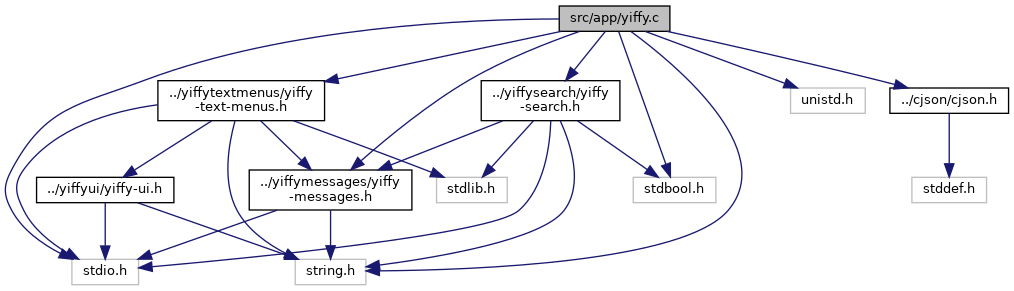 src/app/yiffy.c
../yiffytextmenus/yiffy
-text-menus.h
../yiffysearch/yiffy
-search.h
unistd.h
../cjson/cjson.h
../yiffyui/yiffy-ui.h
../yiffymessages/yiffy
-messages.h
stdlib.h
stdbool.h
stddef.h
stdio.h
string.h